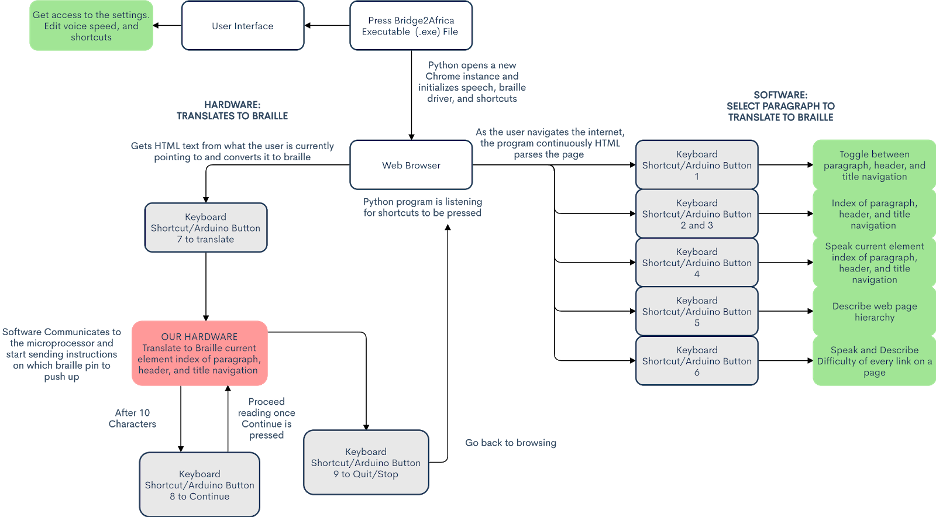 Get access to the settings.
Edit voice speed, and
shortcuts
User Interface
Press Bridge2Africa
Executable (.exe) File
Python opens a new
Chrome instance and
initializes speech, braille
driver, and shortcuts
HARDWARE:
TRANSLATES TO BRAILLE
SOFTWARE:
SELECT PARAGRAPH TO
TRANSLATE TO BRAILLE
Gets HTML text from what the user is currently
pointing to and converts it to braille
Web Browser
As the user navigates the internet,
the program continuously HTML
parses the page
Keyboard
Shortcut/Arduino Button
1
Toggle between
paragraph, header, and
title navigation
Python program is listening
for shortcuts to be pressed
Keyboard
Shortcut/Arduino Button
7 to translate
Keyboard
Shortcut/Arduino Button
2 and 3
Index of paragraph,
header, and title
navigation
Keyboard
Shortcut/Arduino Button
4
Speak current element
index of paragraph,
header, and title
navigation
Keyboard
Shortcut/Arduino Button
5
Describe web page
hierarchy
Keyboard
Shortcut/Arduino Button
6
Speak and Describe
Difficulty of every link on a
page
Software Communicates to
the microprocessor and
start sending instructions
on which braille pin to
push up
OUR HARDWARE
Translate to Braille current
element index of paragraph,
header, and title navigation
After 10
Characters
Proceed
reading once
Continue is
pressed
Keyboard
Shortcut/Arduino Button
8 to Continue
Keyboard
Shortcut/Arduino Button
9 to Quit/Stop
Go back to browsing